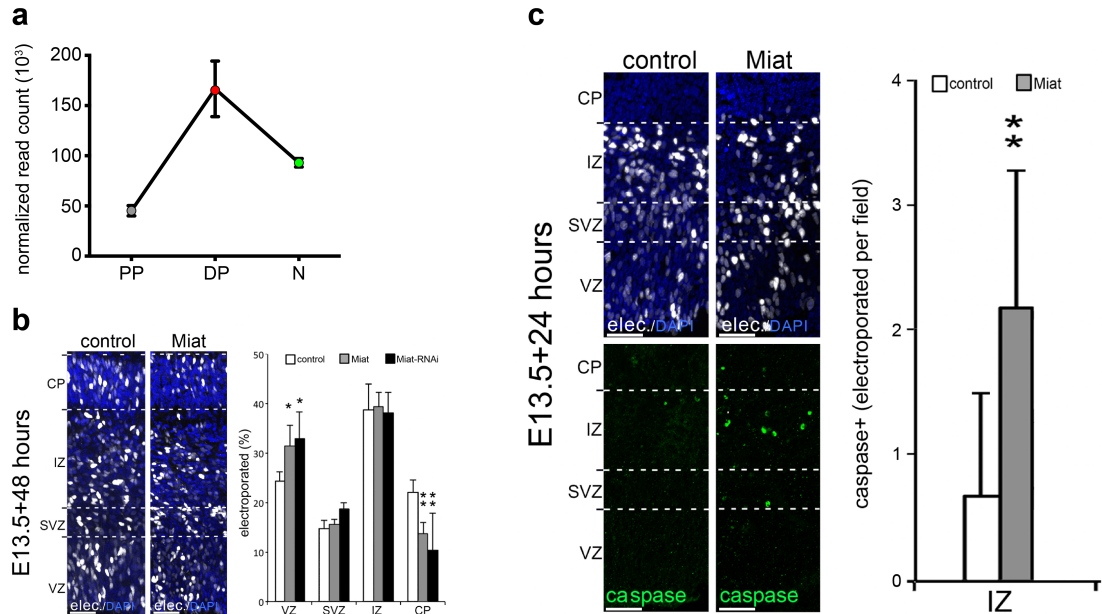 a
normalized read count (10³)
200
150
100
50
0
PP DP N
b
control Miat
E13.5+48 hours
CP
IZ
SVZ
VZ
elec./DAPI elec./DAPI
electroporated (%)
50
40
30
20
10
0
control Miat Miat-RNAi
* *
** **
VZ SVZ IZ CP
c
control Miat
E13.5+24 hours
CP
IZ
SVZ
VZ
elec./DAPI elec./DAPI
CP
IZ
SVZ
VZ
caspase caspase
caspase+ (electroporated per field)
4
3
2
1
0
control Miat
**
IZ